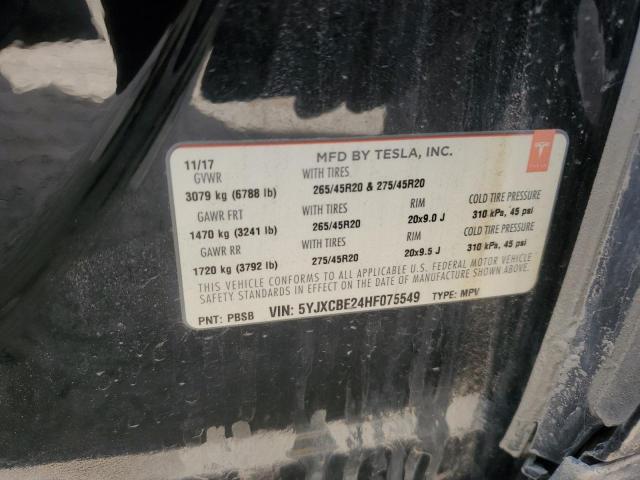 11/17 MFD BY TESLA, INC.
GVWR WITH TIRES
3079 kg (6788 lb) 265/45R20 & 275/45R20
GAWR FRT WITH TIRES RIM COLD TIRE PRESSURE
1470 kg (3241 lb) 265/45R20 20x9.0 J 310 kPa, 45 psi
GAWR RR WITH TIRES RIM COLD TIRE PRESSURE
1720 kg (3792 lb) 275/45R20 20x9.5 J 310 kPa, 45 psi
THIS VEHICLE CONFORMS TO ALL APPLICABLE U.S. FEDERAL MOTOR VEHICLE
SAFETY STANDARDS IN EFFECT ON THE DATE OF MANUFACTURE SHOWN ABOVE.
PNT: PBSB VIN: 5YJXCBE24HF075549 TYPE: MPV